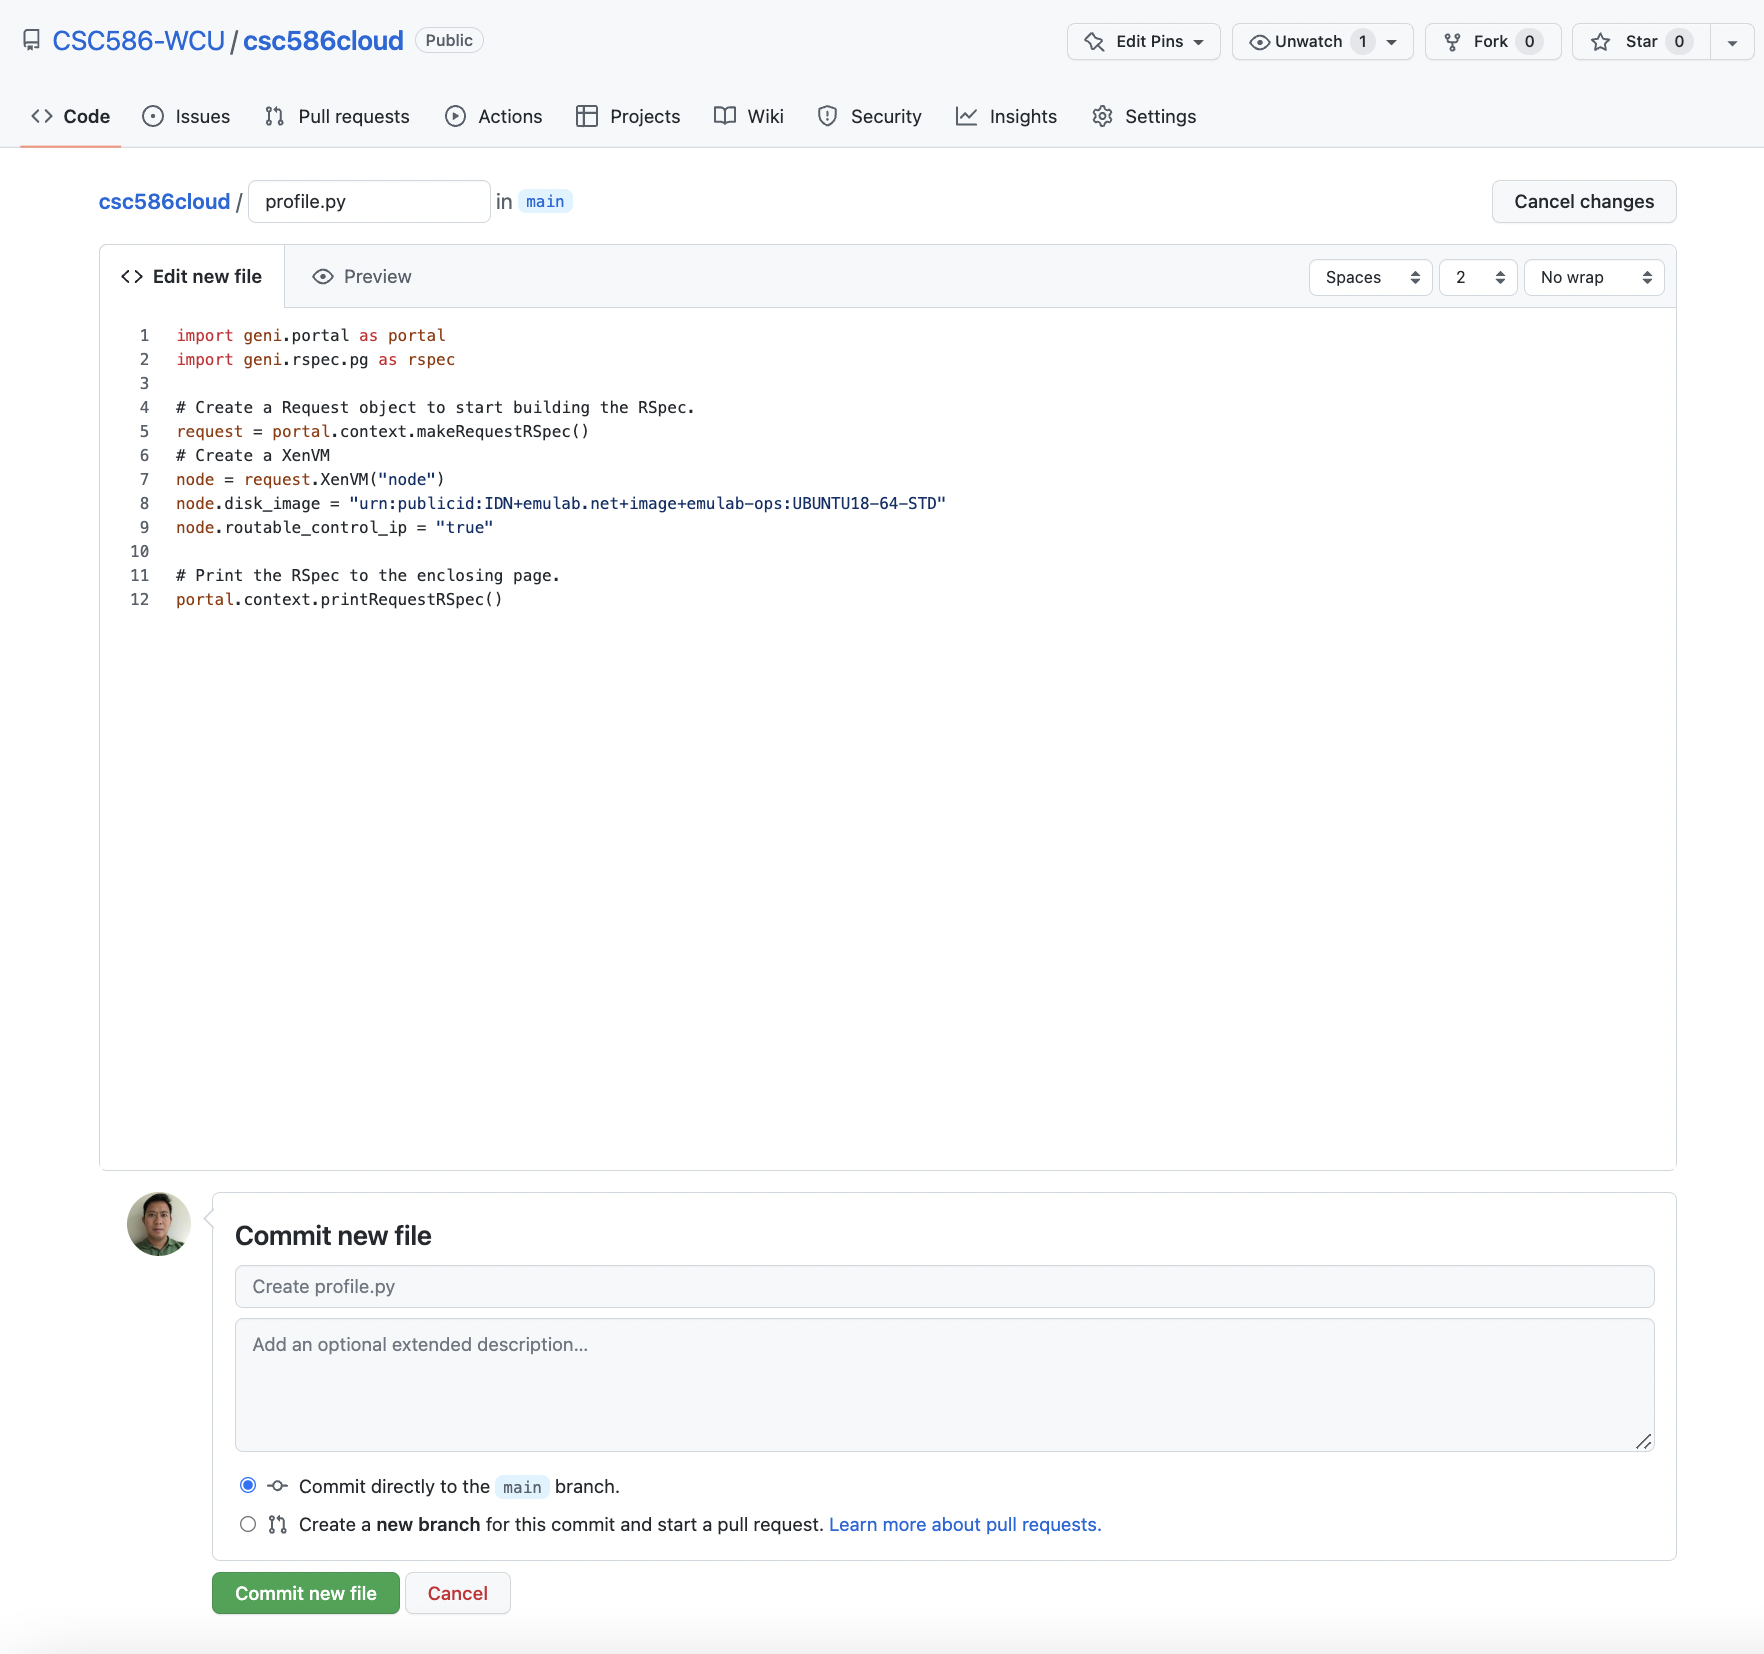 CSC586-WCU / csc586cloud Public Edit Pins Unwatch 1 Fork 0 Star 0
Code Issues Pull requests Actions Projects Wiki Security Insights Settings
csc586cloud / profile.py in main Cancel changes
Edit new file Preview Spaces 2 No wrap
1 import geni.portal as portal
2 import geni.rspec.pg as rspec
3
4 # Create a Request object to start building the RSpec.
5 request = portal.context.makeRequestRSpec()
6 # Create a XenVM
7 node = request.XenVM("node")
8 node.disk_image = "urn:publicid:IDN+emulab.net+image+emulab-ops:UBUNTU18-64-STD"
9 node.routable_control_ip = "true"
10
11 # Print the RSpec to the enclosing page.
12 portal.context.printRequestRSpec()
Commit new file
Create profile.py
Add an optional extended description...
Commit directly to the main branch.
Create a new branch for this commit and start a pull request. Learn more about pull requests.
Commit new file Cancel